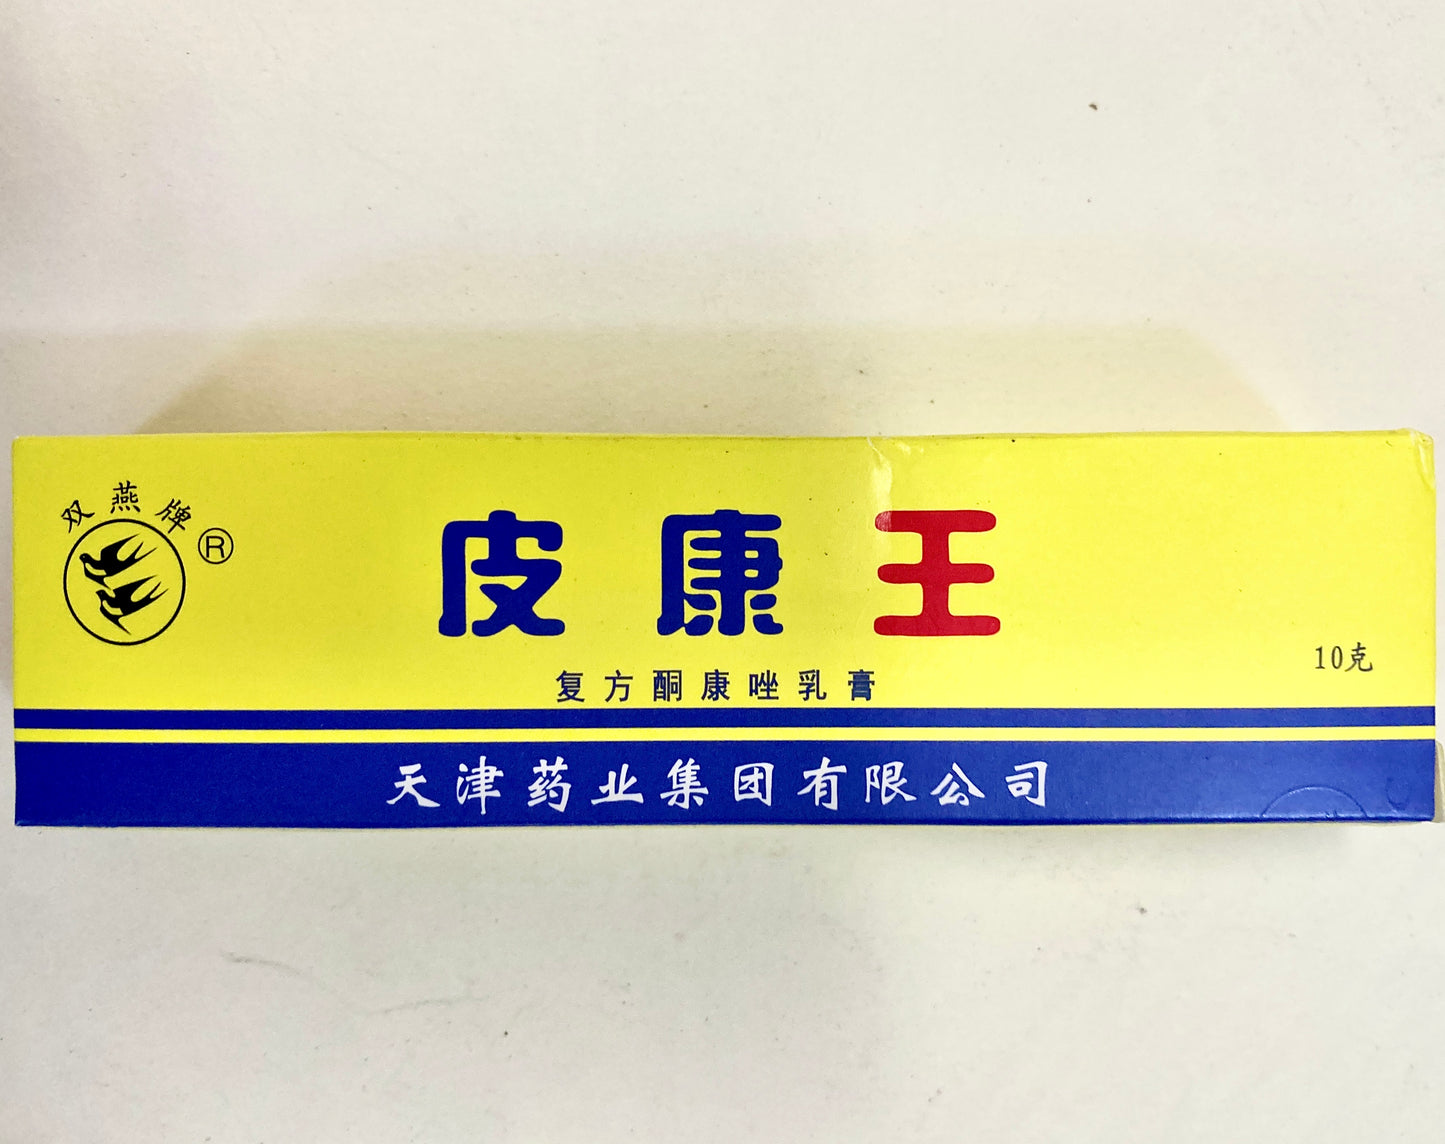 双燕牌
®
皮康王
10克
复方酮康唑乳膏
天津药业集团有限公司